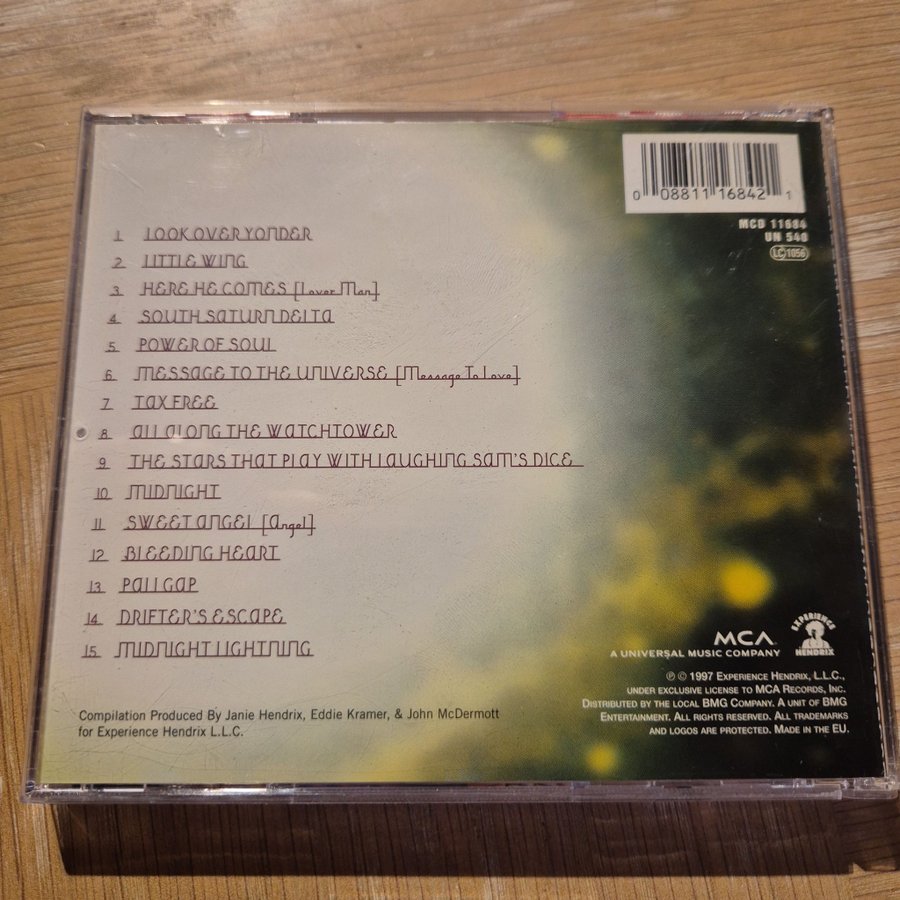 0 08811 16842 1
MCD 11684
UN 540
LC 1056
1 LOOK OVER YONDER
2 LITTLE WING
3 HERE HE COMES [Lover Man]
4 SOUTH SATURN DELTA
5 POWER OF SOUL
6 MESSAGE TO THE UNIVERSE [Message To Love]
7 TAX FREE
8 ALL ALONG THE WATCHTOWER
9 THE STARS THAT PLAY WITH LAUGHING SAM'S DICE
10 MIDNIGHT
11 SWEET ANGEL [Angel]
12 BLEEDING HEART
13 PALI GAP
14 DRIFTER'S ESCAPE
15 MIDNIGHT LIGHTNING
Compilation Produced By Janie Hendrix, Eddie Kramer, & John McDermott
for Experience Hendrix L.L.C.
MCA
A UNIVERSAL MUSIC COMPANY
EXPERIENCE
HENDRIX
℗ © 1997 EXPERIENCE HENDRIX, L.L.C.,
UNDER EXCLUSIVE LICENSE TO MCA RECORDS, INC.
DISTRIBUTED BY THE LOCAL BMG COMPANY. A UNIT OF BMG
ENTERTAINMENT. ALL RIGHTS RESERVED. ALL TRADEMARKS
AND LOGOS ARE PROTECTED. MADE IN THE EU.